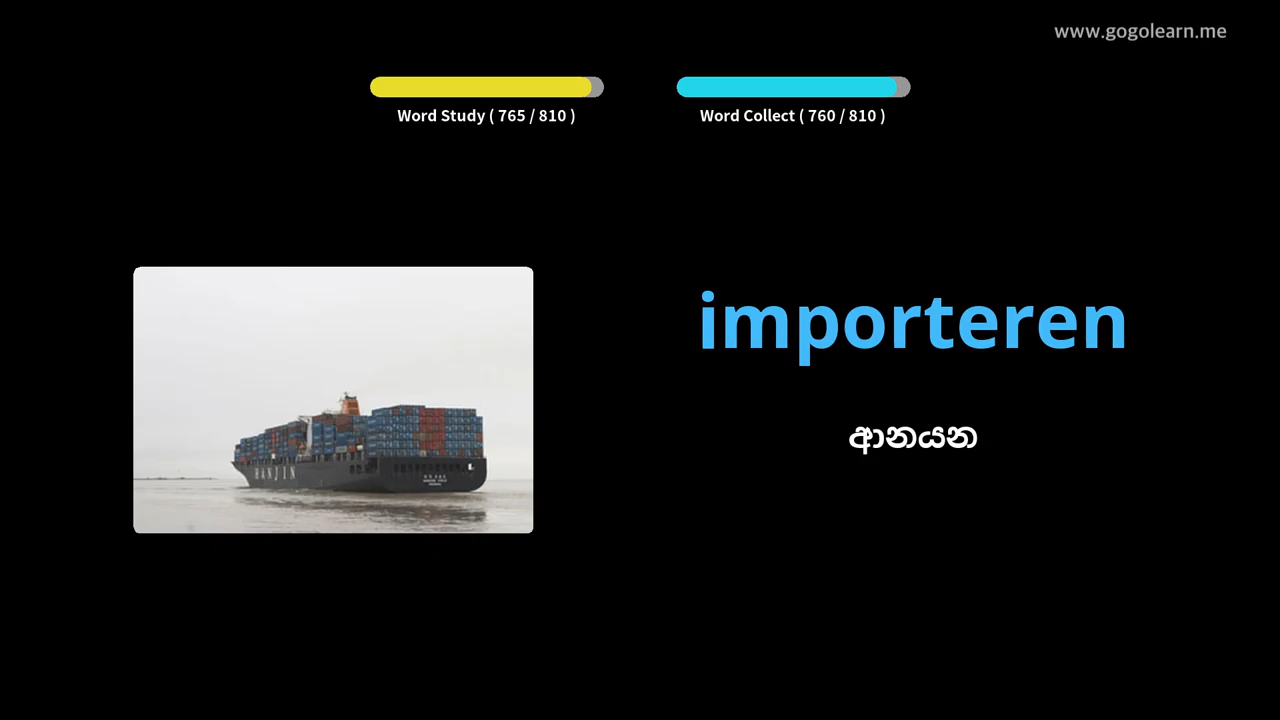 www.gogolearn.me
Word Study ( 765 / 810 )
Word Collect ( 760 / 810 )
importeren
ආනයන
HANJIN